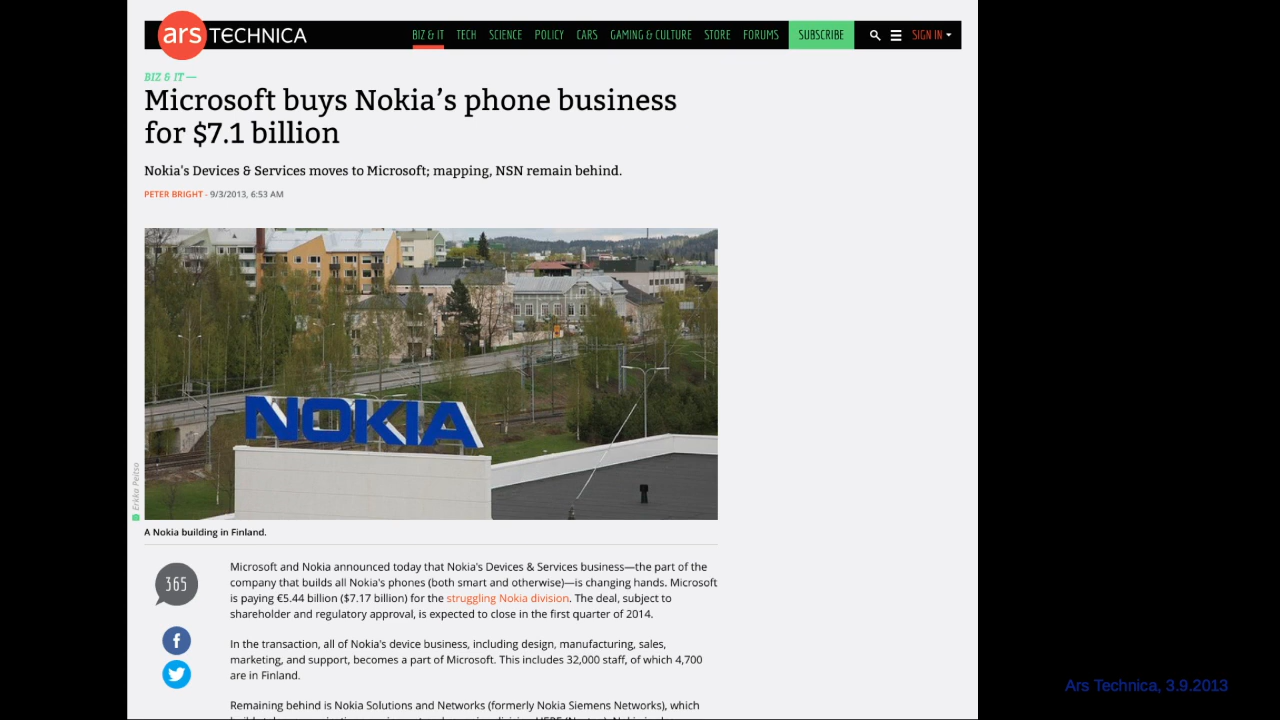 ars TECHNICA
BIZ & IT TECH SCIENCE POLICY CARS GAMING & CULTURE STORE FORUMS SUBSCRIBE SIGN IN
BIZ & IT —
Microsoft buys Nokia's phone business
for $7.1 billion
Nokia's Devices & Services moves to Microsoft; mapping, NSN remain behind.
PETER BRIGHT - 9/3/2013, 6:53 AM
NOKIA
Erkka Peitso
A Nokia building in Finland.
365
Microsoft and Nokia announced today that Nokia's Devices & Services business—the part of the
company that builds all Nokia's phones (both smart and otherwise)—is changing hands. Microsoft
is paying €5.44 billion ($7.17 billion) for the struggling Nokia division. The deal, subject to
shareholder and regulatory approval, is expected to close in the first quarter of 2014.
In the transaction, all of Nokia's device business, including design, manufacturing, sales,
marketing, and support, becomes a part of Microsoft. This includes 32,000 staff, of which 4,700
are in Finland.
Remaining behind is Nokia Solutions and Networks (formerly Nokia Siemens Networks), which
Ars Technica, 3.9.2013